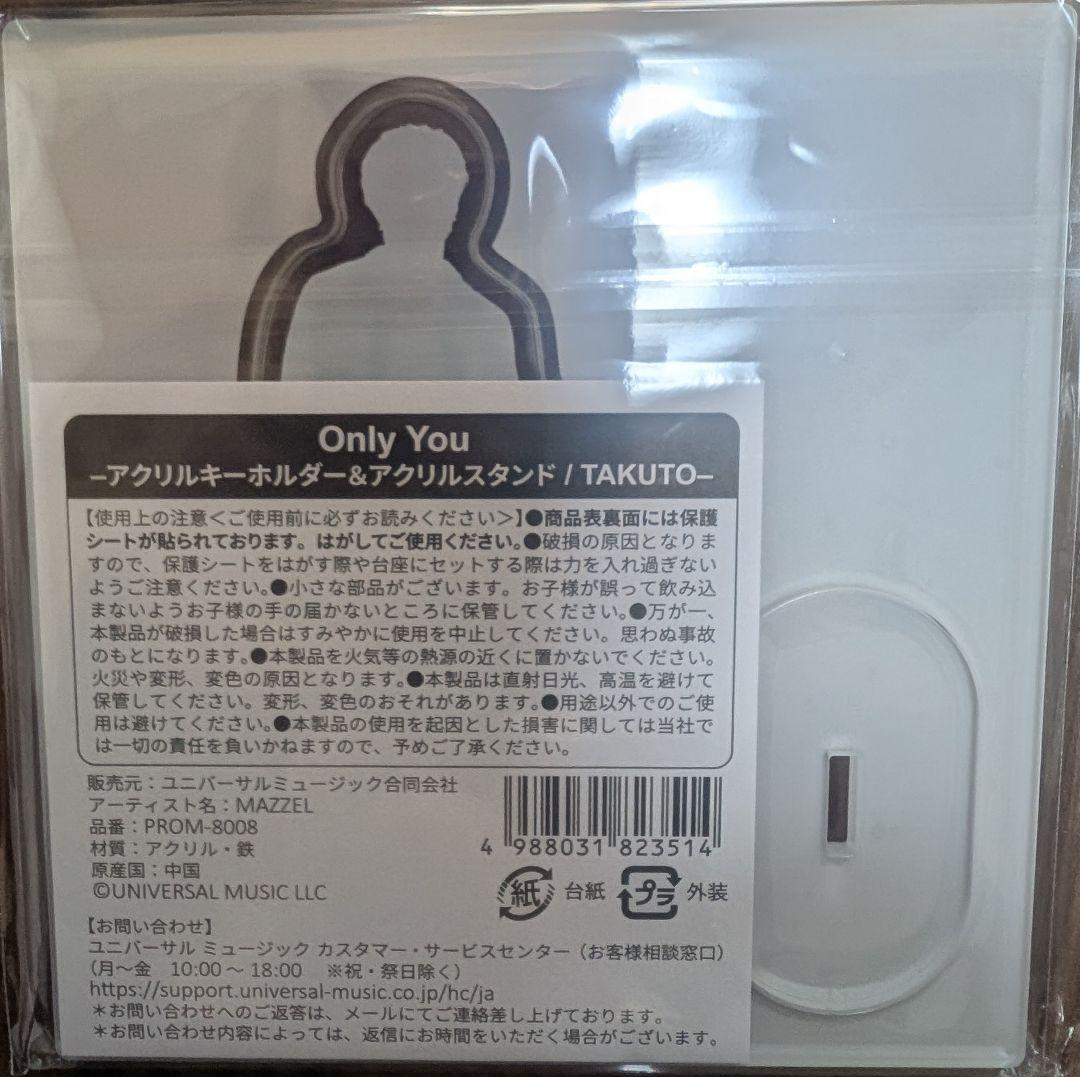 Only You
–アクリルキーホルダー&アクリルスタンド / TAKUTO–
【使用上の注意＜ご使用前に必ずお読みください＞】●商品表裏面には保護
シートが貼られております。はがしてご使用ください。●破損の原因となりま
すので、保護シートをはがす際や台座にセットする際は力を入れ過ぎない
ようご注意ください。●小さな部品がございます。お子様が誤って飲み込
まないようお子様の手の届かないところに保管してください。●万が一、
本製品が破損した場合はすみやかに使用を中止してください。思わぬ事故
のもとになります。●本製品を火気等の熱源の近くに置かないでください。
火災や変形、変色の原因となります。●本製品は直射日光、高温を避けて
保管してください。変形、変色のおそれがあります。●用途以外でのご使
用は避けてください。●本製品の使用を起因とした損害に関しては当社で
は一切の責任を負いかねますので、予めご了承ください。
販売元：ユニバーサルミュージック合同会社
アーティスト名：MAZZEL
品番：PROM-8008
材質：アクリル・鉄
原産国：中国
©UNIVERSAL MUSIC LLC
4 988031 823514
紙 台紙 プラ 外装
【お問い合わせ】
ユニバーサル ミュージック カスタマー・サービスセンター（お客様相談窓口）
（月～金　10:00 ～ 18:00　※祝・祭日除く）
https://support.universal-music.co.jp/hc/ja
＊お問い合わせへのご返答は、メールにてご連絡差し上げております。
＊お問い合わせ内容によっては、返信にお時間をいただく場合がございます。